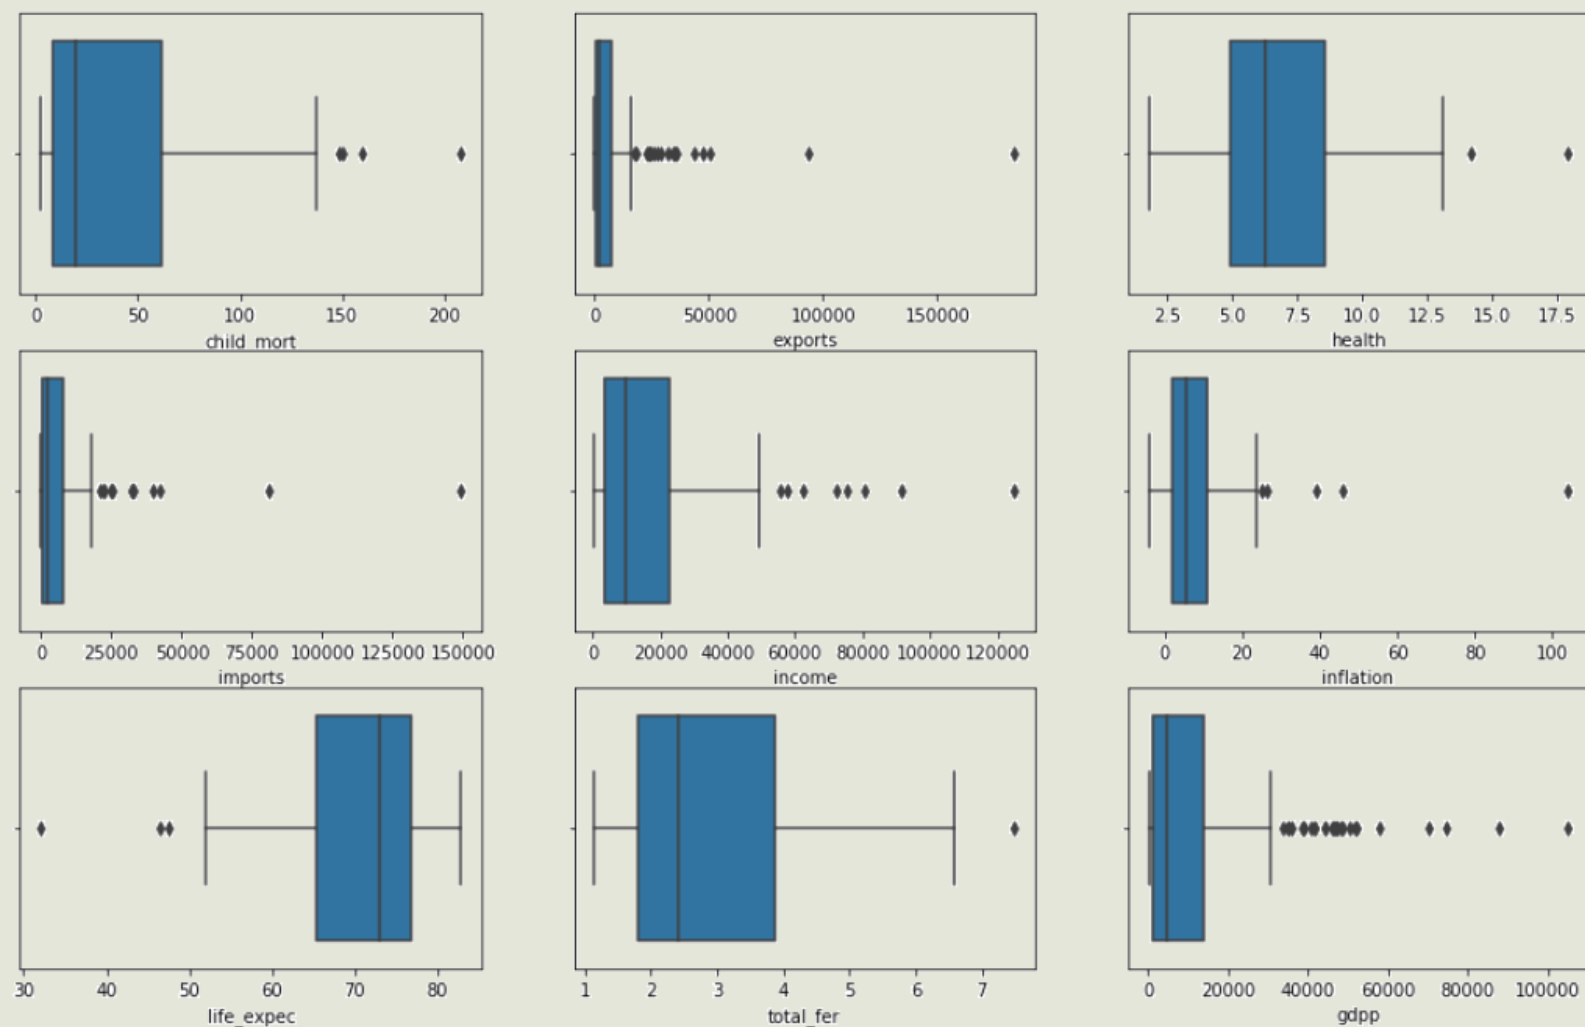 0 50 100 150 200
child_mort
0 50000 100000 150000
exports
2.5 5.0 7.5 10.0 12.5 15.0 17.5
health
0 25000 50000 75000 100000 125000 150000
imports
0 20000 40000 60000 80000 100000 120000
income
0 20 40 60 80 100
inflation
30 40 50 60 70 80
life_expec
1 2 3 4 5 6 7
total_fer
0 20000 40000 60000 80000 100000
gdpp